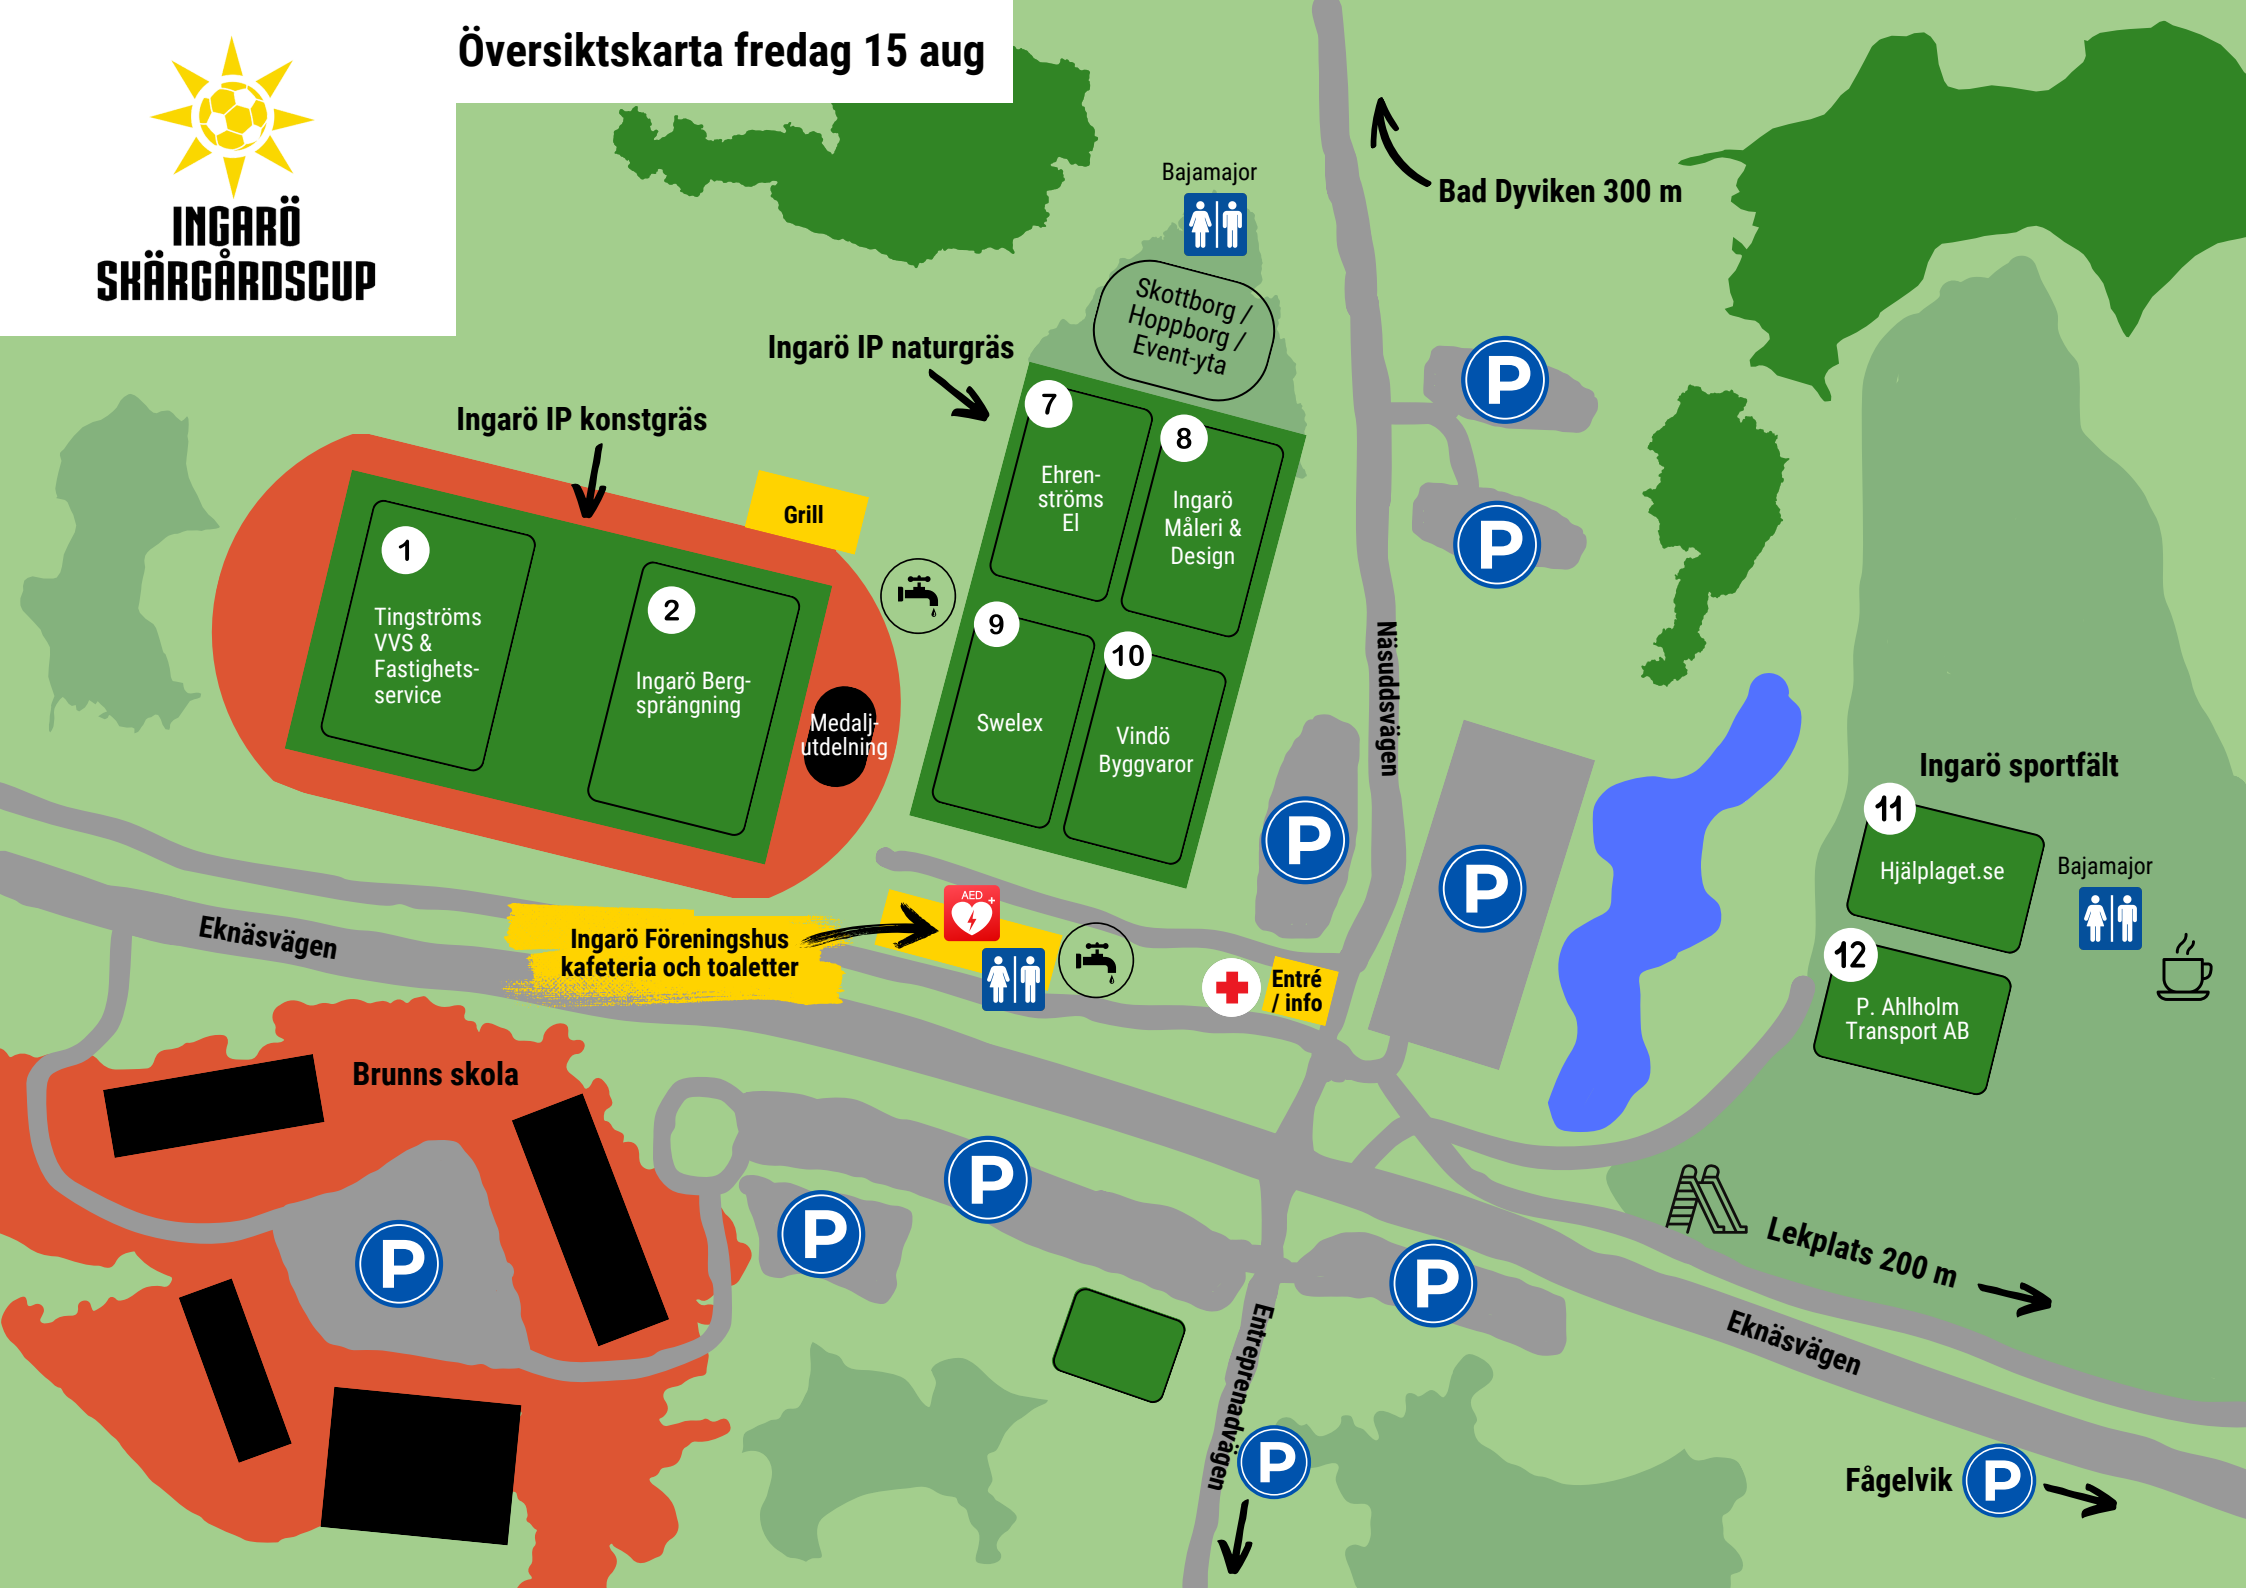 Översiktskarta fredag 15 aug
INGARÖ
SKÄRGÅRDSCUP
Bajamajor
Bad Dyviken 300 m
Skottborg /
Hoppborg /
Event-yta
Ingarö IP naturgräs
Ingarö IP konstgräs
Grill
7
Ehren-
ströms
El
8
Ingarö
Måleri &
Design
9
Swelex
10
Vindö
Byggvaror
1
Tingströms
VVS &
Fastighets-
service
2
Ingarö Berg-
sprängning
Medalj-
utdelning
P
P
Näsuddsvägen
P
P
Ingarö sportfält
11
Hjälplaget.se
Bajamajor
12
P. Ahlholm
Transport AB
Eknäsvägen
Ingarö Föreningshus
kafeteria och toaletter
AED
Entré
/ info
Brunns skola
P
P
P
P
Lekplats 200 m
Eknäsvägen
Entreprenadvägen
P
Fågelvik
P